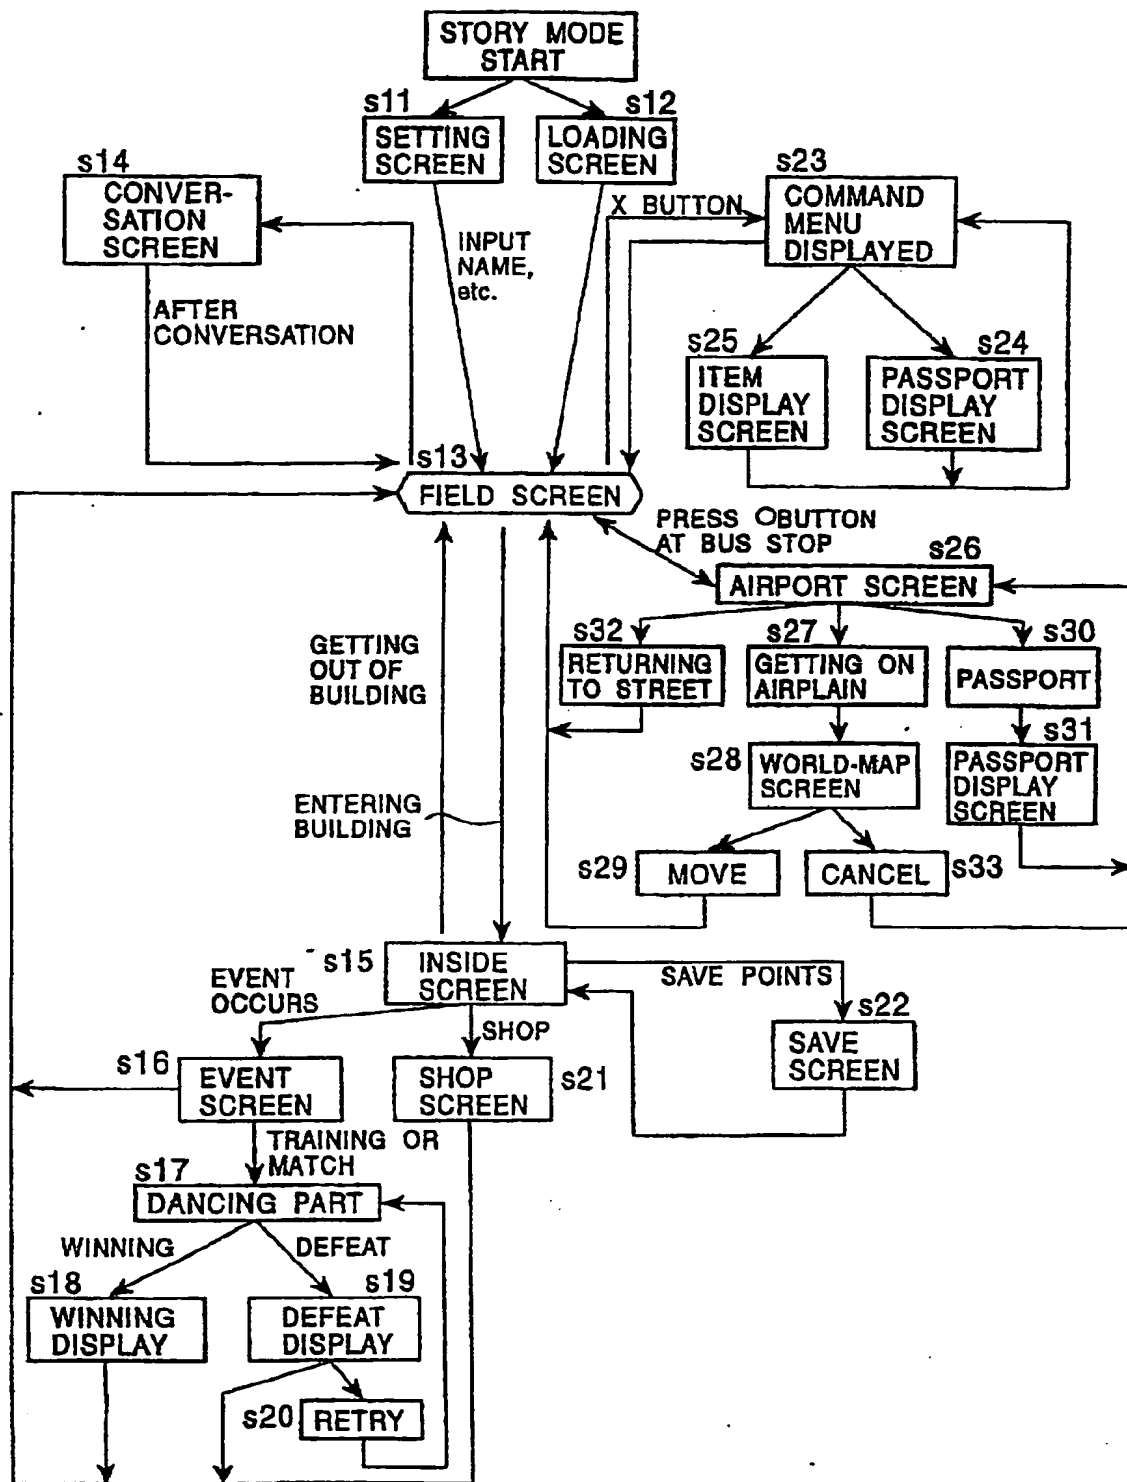 STORY MODE
START
s11
SETTING
SCREEN
s12
LOADING
SCREEN
s14
CONVER-
SATION
SCREEN
s23
COMMAND
MENU
DISPLAYED
X BUTTON
INPUT
NAME,
etc.
AFTER
CONVERSATION
s25
ITEM
DISPLAY
SCREEN
s24
PASSPORT
DISPLAY
SCREEN
s13
FIELD SCREEN
PRESS OBUTTON
AT BUS STOP
s26
AIRPORT SCREEN
GETTING
OUT OF
BUILDING
s32
RETURNING
TO STREET
s27
GETTING ON
AIRPLAIN
s30
PASSPORT
s28
WORLD-MAP
SCREEN
s31
PASSPORT
DISPLAY
SCREEN
ENTERING
BUILDING
s29
MOVE
CANCEL
s33
s15
INSIDE
SCREEN
SAVE POINTS
EVENT
OCCURS
SHOP
s22
SAVE
SCREEN
s16
EVENT
SCREEN
SHOP
SCREEN
s21
TRAINING OR
MATCH
s17
DANCING PART
WINNING
DEFEAT
s18
WINNING
DISPLAY
s19
DEFEAT
DISPLAY
s20
RETRY